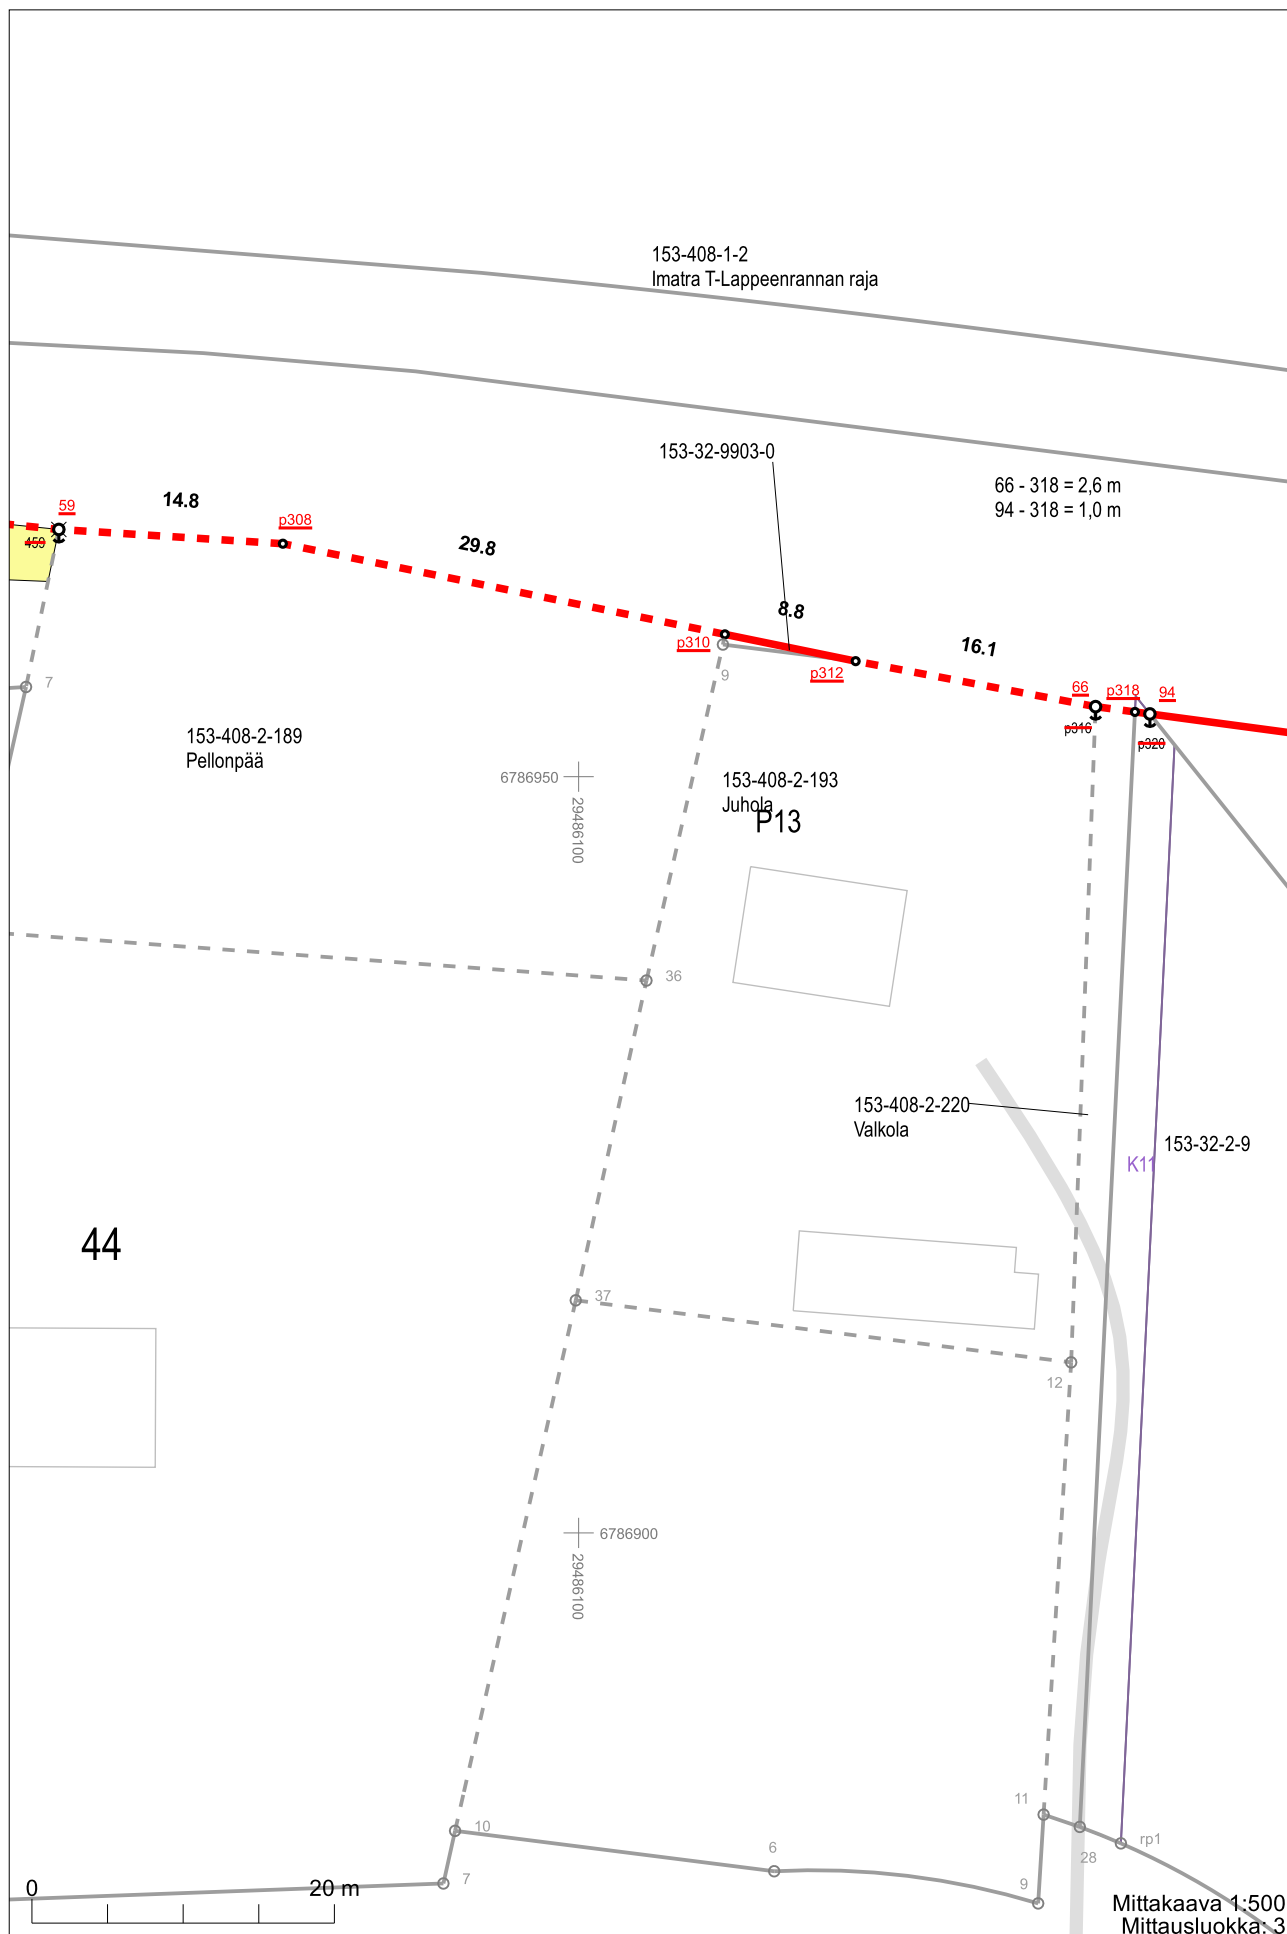 153-408-1-2
Imatra T-Lappeenrannan raja
153-32-9903-0
66 - 318 = 2,6 m
94 - 318 = 1,0 m
59
14.8
p308
459
29.8
8.8
p310
9
p312
16.1
66
p318
94
p316
p320
7
153-408-2-189
Pellonpää
6786950
29486100
153-408-2-193
Juhola
P13
36
153-408-2-220
Valkola
153-32-2-9
K11
44
37
12
6786900
29486100
11
10
6
7
9
28
rp1
0
20 m
Mittakaava 1:500
Mittausluokka: 3